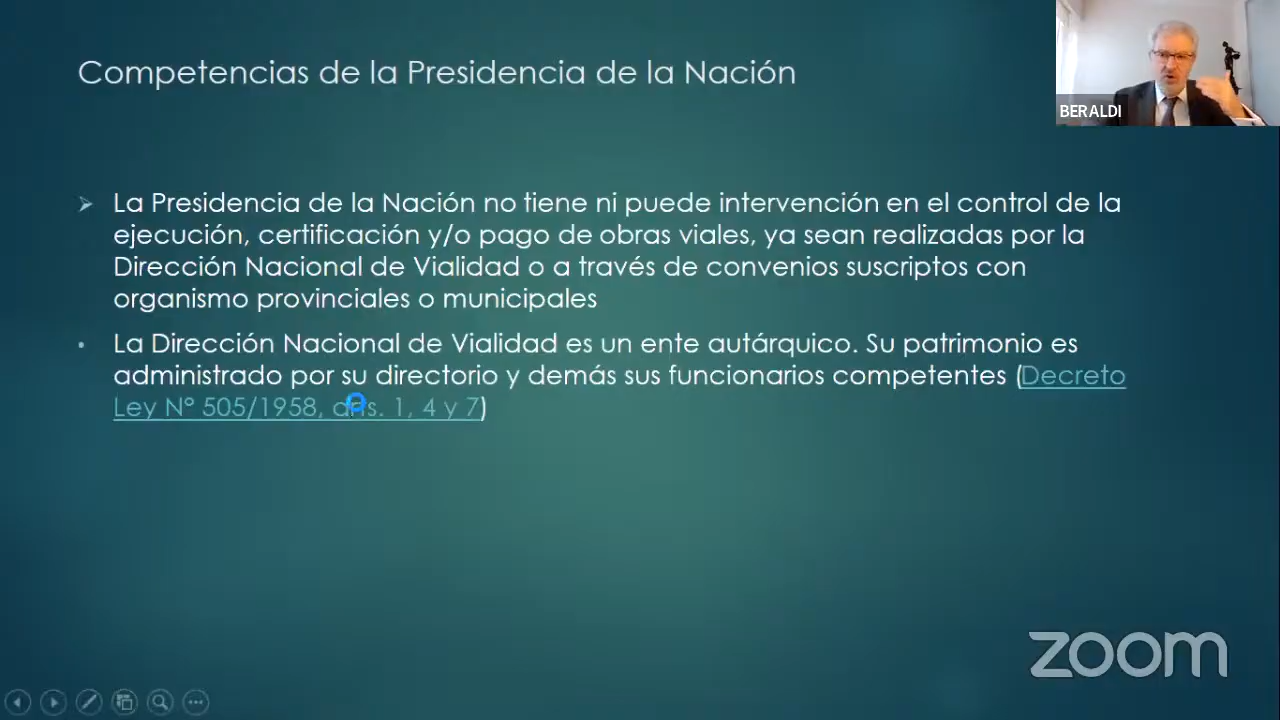 Competencias de la Presidencia de la Nación
BERALDI
La Presidencia de la Nación no tiene ni puede intervención en el control de la
ejecución, certificación y/o pago de obras viales, ya sean realizadas por la
Dirección Nacional de Vialidad o a través de convenios suscriptos con
organismo provinciales o municipales
La Dirección Nacional de Vialidad es un ente autárquico. Su patrimonio es
administrado por su directorio y demás sus funcionarios competentes (Decreto
Ley Nº 505/1958, arts. 1, 4 y 7)
zoom